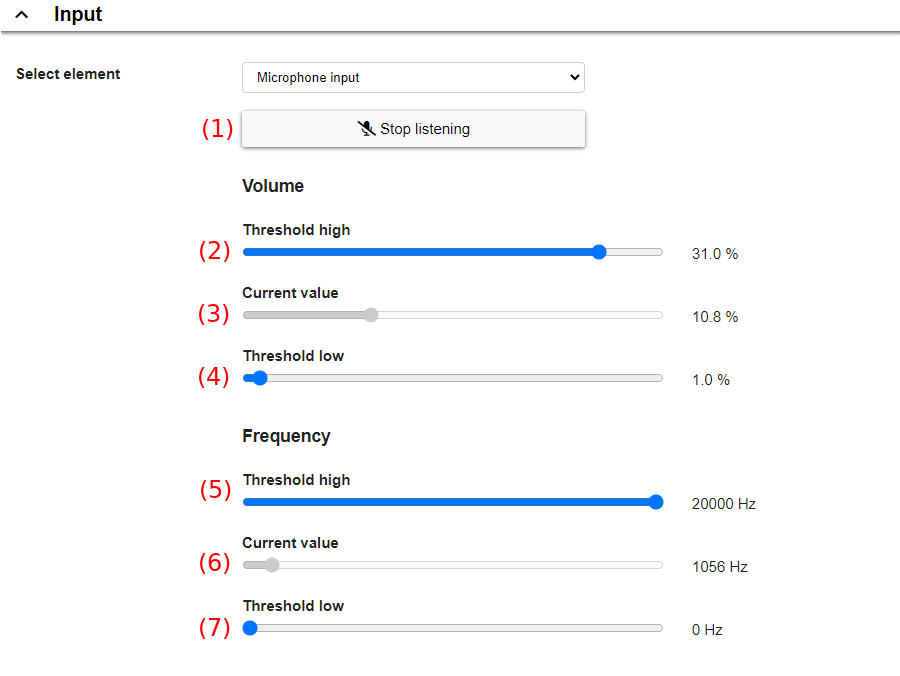 Input
Select element
Microphone input
(1) Stop listening
Volume
Threshold high
(2) 31.0 %
Current value
(3) 10.8 %
Threshold low
(4) 1.0 %
Frequency
Threshold high
(5) 20000 Hz
Current value
(6) 1056 Hz
Threshold low
(7) 0 Hz